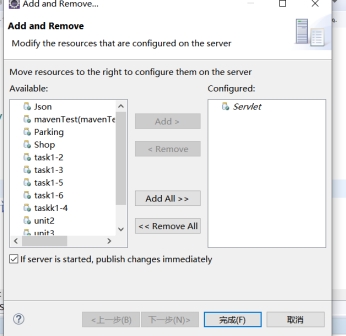 Add and Remove...
Add and Remove
Modify the resources that are configured on the server
Move resources to the right to configure them on the server
Available:
Configured:
Json
mavenTest(mavenTe
Parking
Shop
task1-2
task1-3
task1-5
task1-6
taskk1-4
unit2
unit3
Add >
< Remove
Add All >>
<< Remove All
Servlet
If server is started, publish changes immediately
<上一步(B)
下一步(N)>
完成(F)
取消